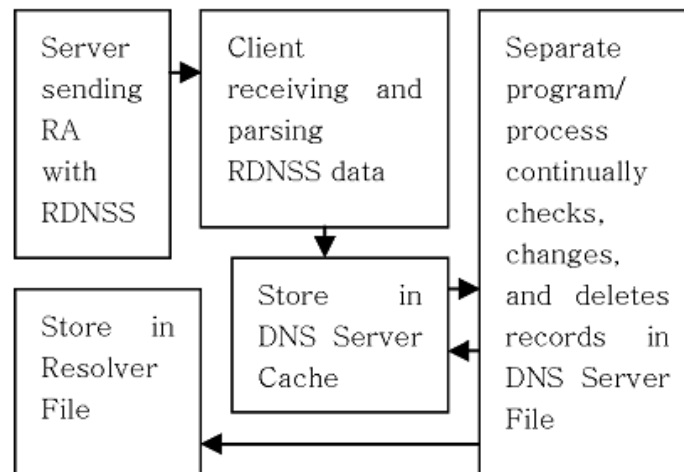 Server
sending
RA
with
RDNSS
Client
receiving and
parsing
RDNSS data
Separate
program/
process
continually
checks,
changes,
and deletes
records in
DNS Server
File
Store in
DNS Server
Cache
Store in
Resolver
File